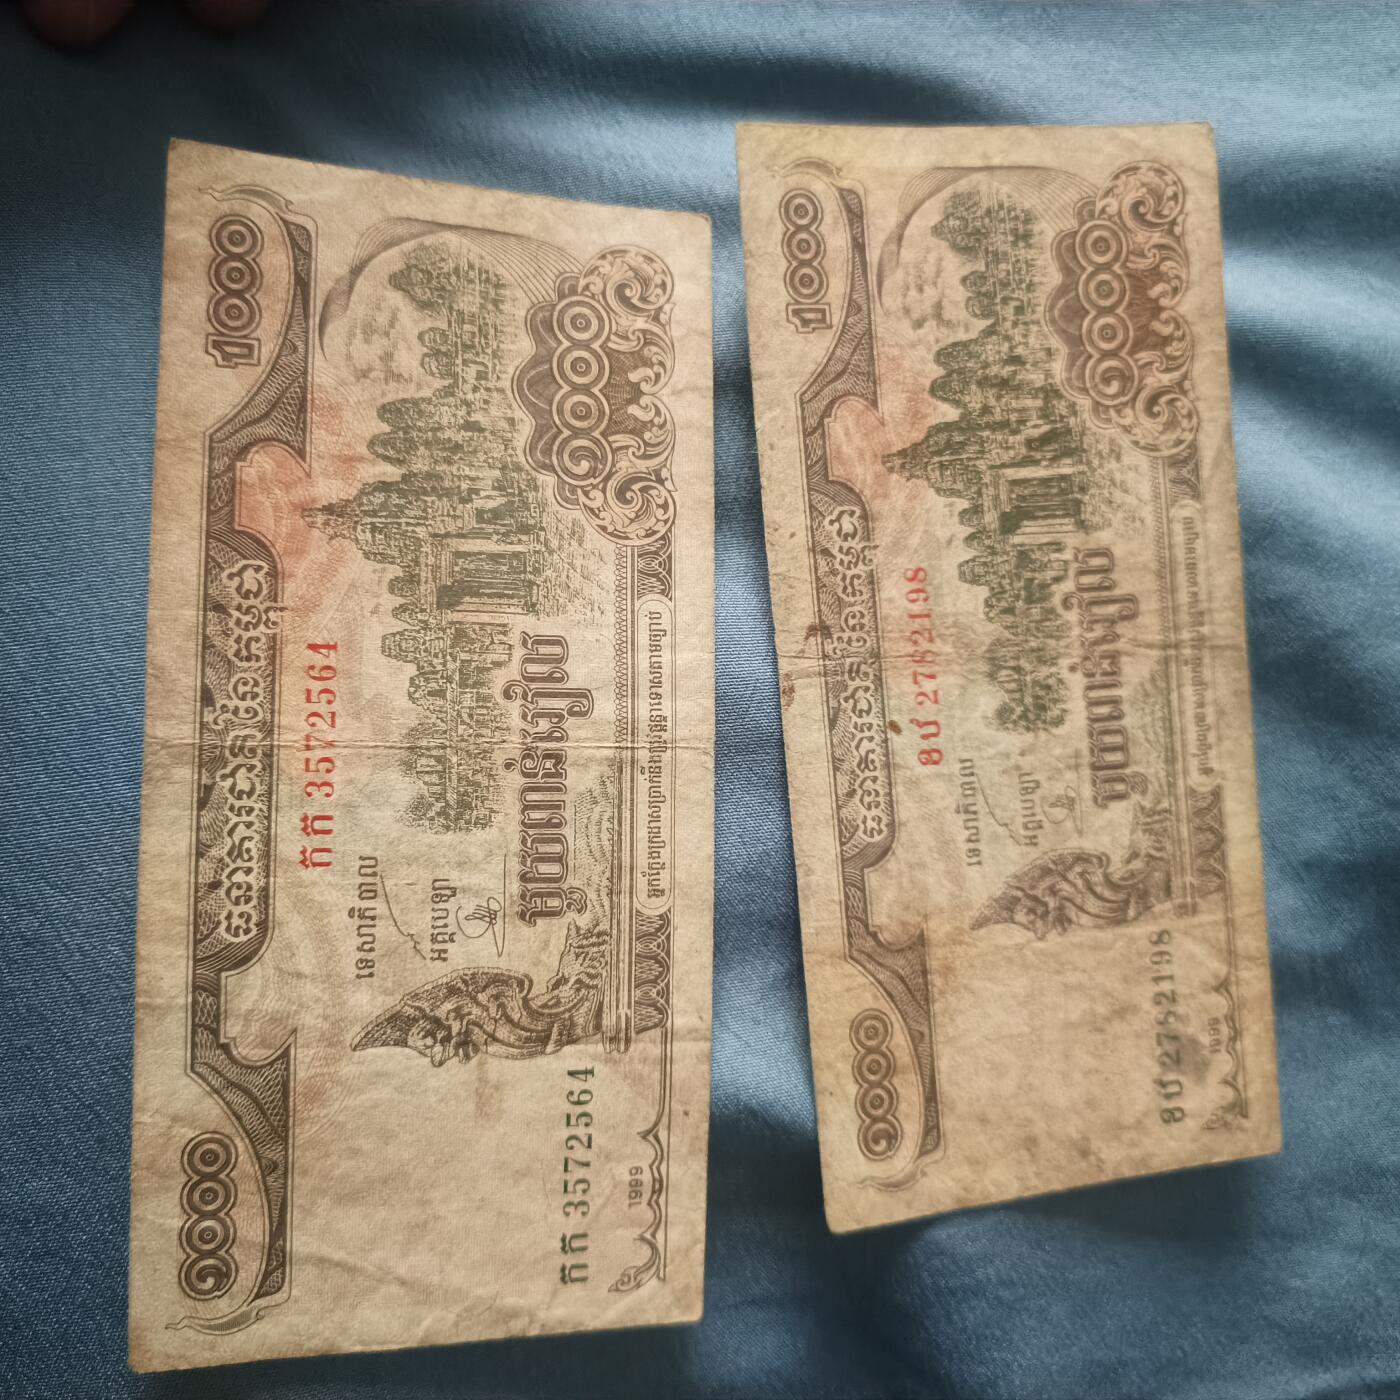 1000
ធនាគារជាតិនៃកម្ពុជា
១០០០
កក 3572564
ទេសាភិបាល
អគ្គបេឡា
១០០០
មួយពាន់រៀល
កក 3572564
1999
1000
ធនាគារជាតិនៃកម្ពុជា
១០០០
2782198
ទេសាភិបាល
អគ្គបេឡា
១០០០
មួយពាន់រៀល
2782198
1999